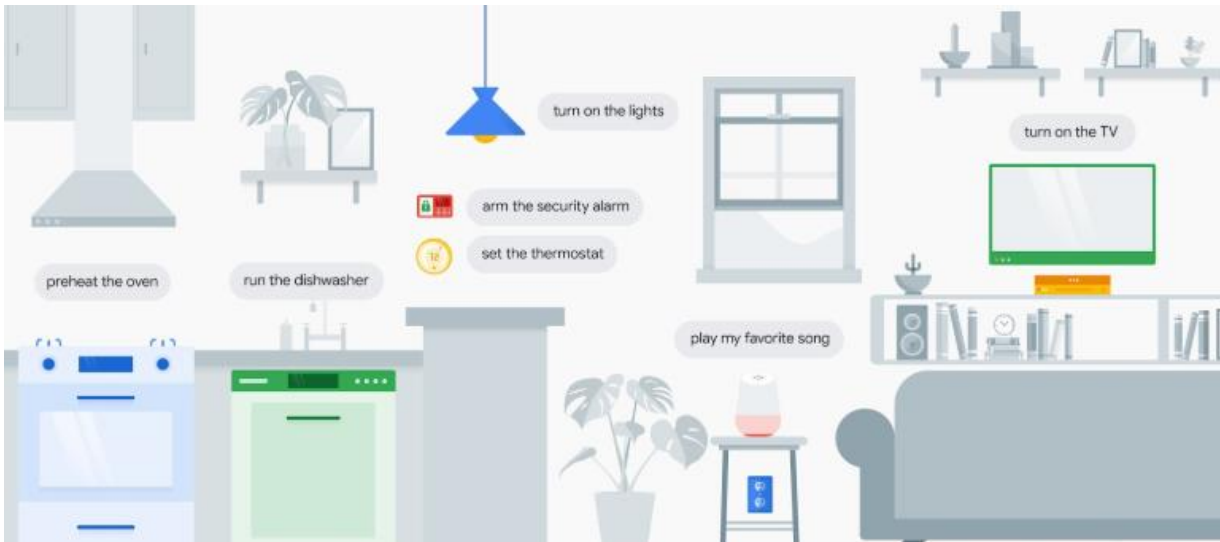 turn on the lights
turn on the TV
arm the security alarm
set the thermostat
72
preheat the oven
run the dishwasher
play my favorite song